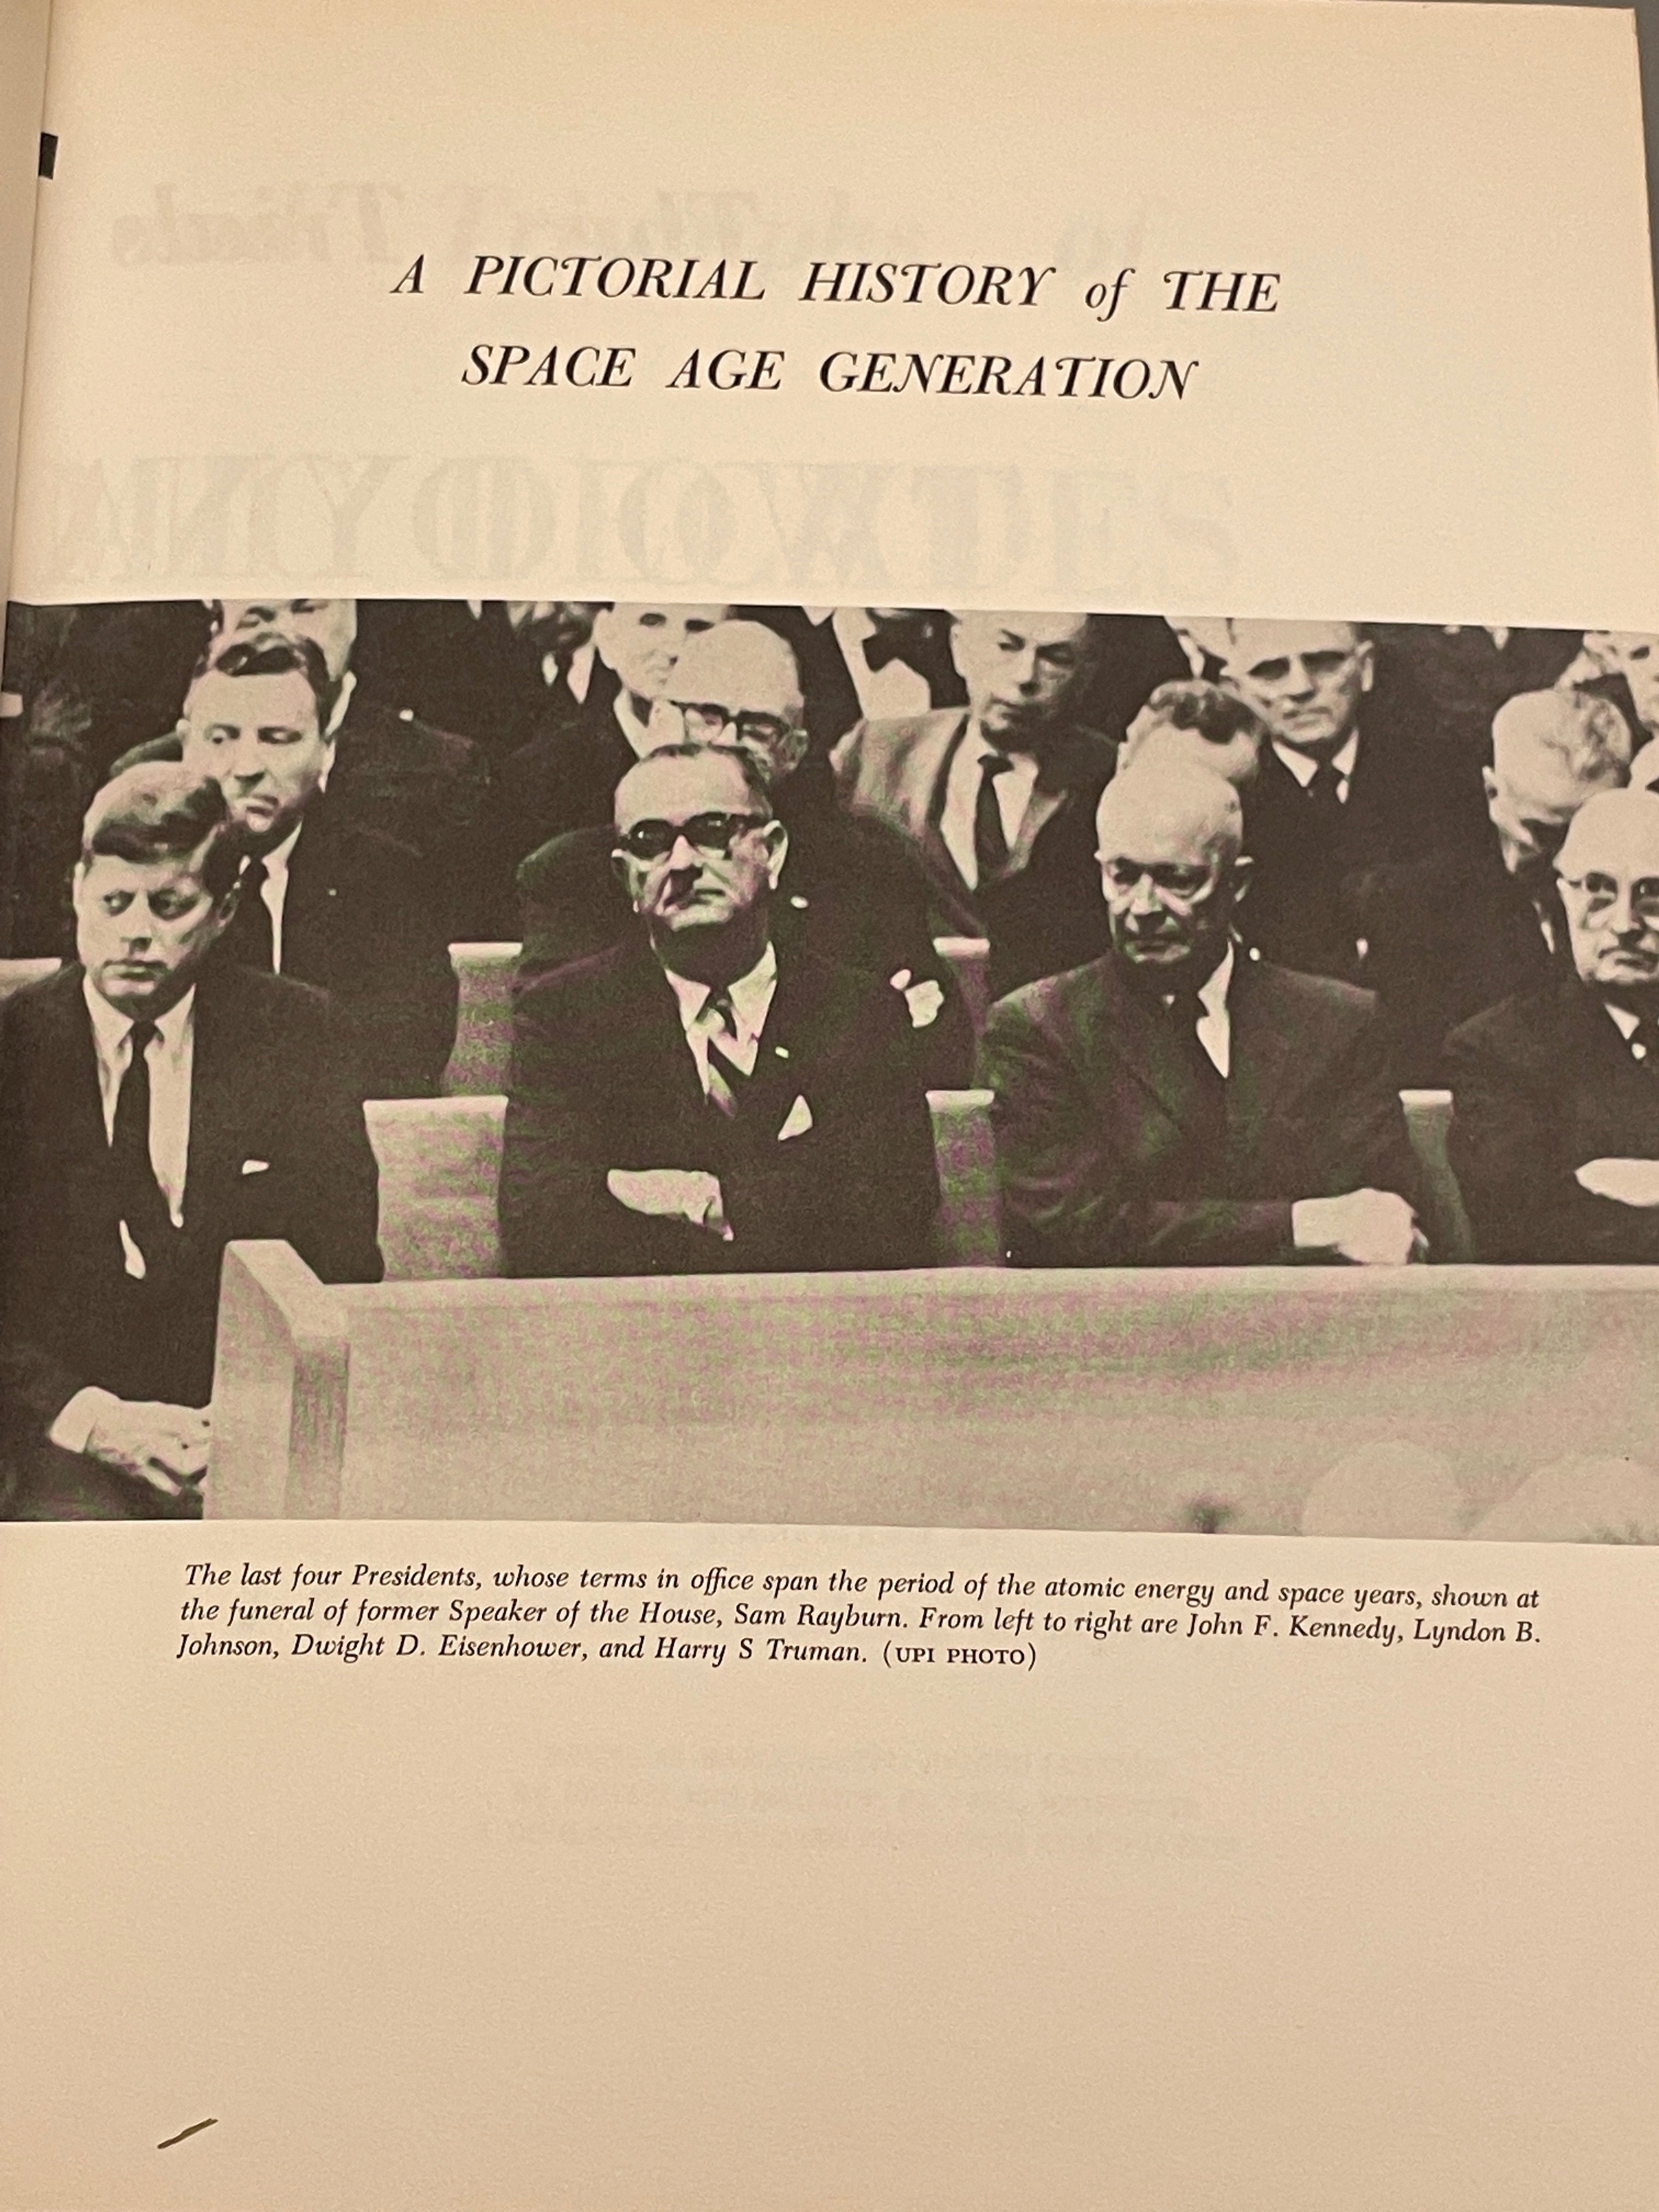 A PICTORIAL HISTORY of THE
SPACE AGE GENERATION
The last four Presidents, whose terms in office span the period of the atomic energy and space years, shown at
the funeral of former Speaker of the House, Sam Rayburn. From left to right are John F. Kennedy, Lyndon B.
Johnson, Dwight D. Eisenhower, and Harry S Truman. (UPI PHOTO)